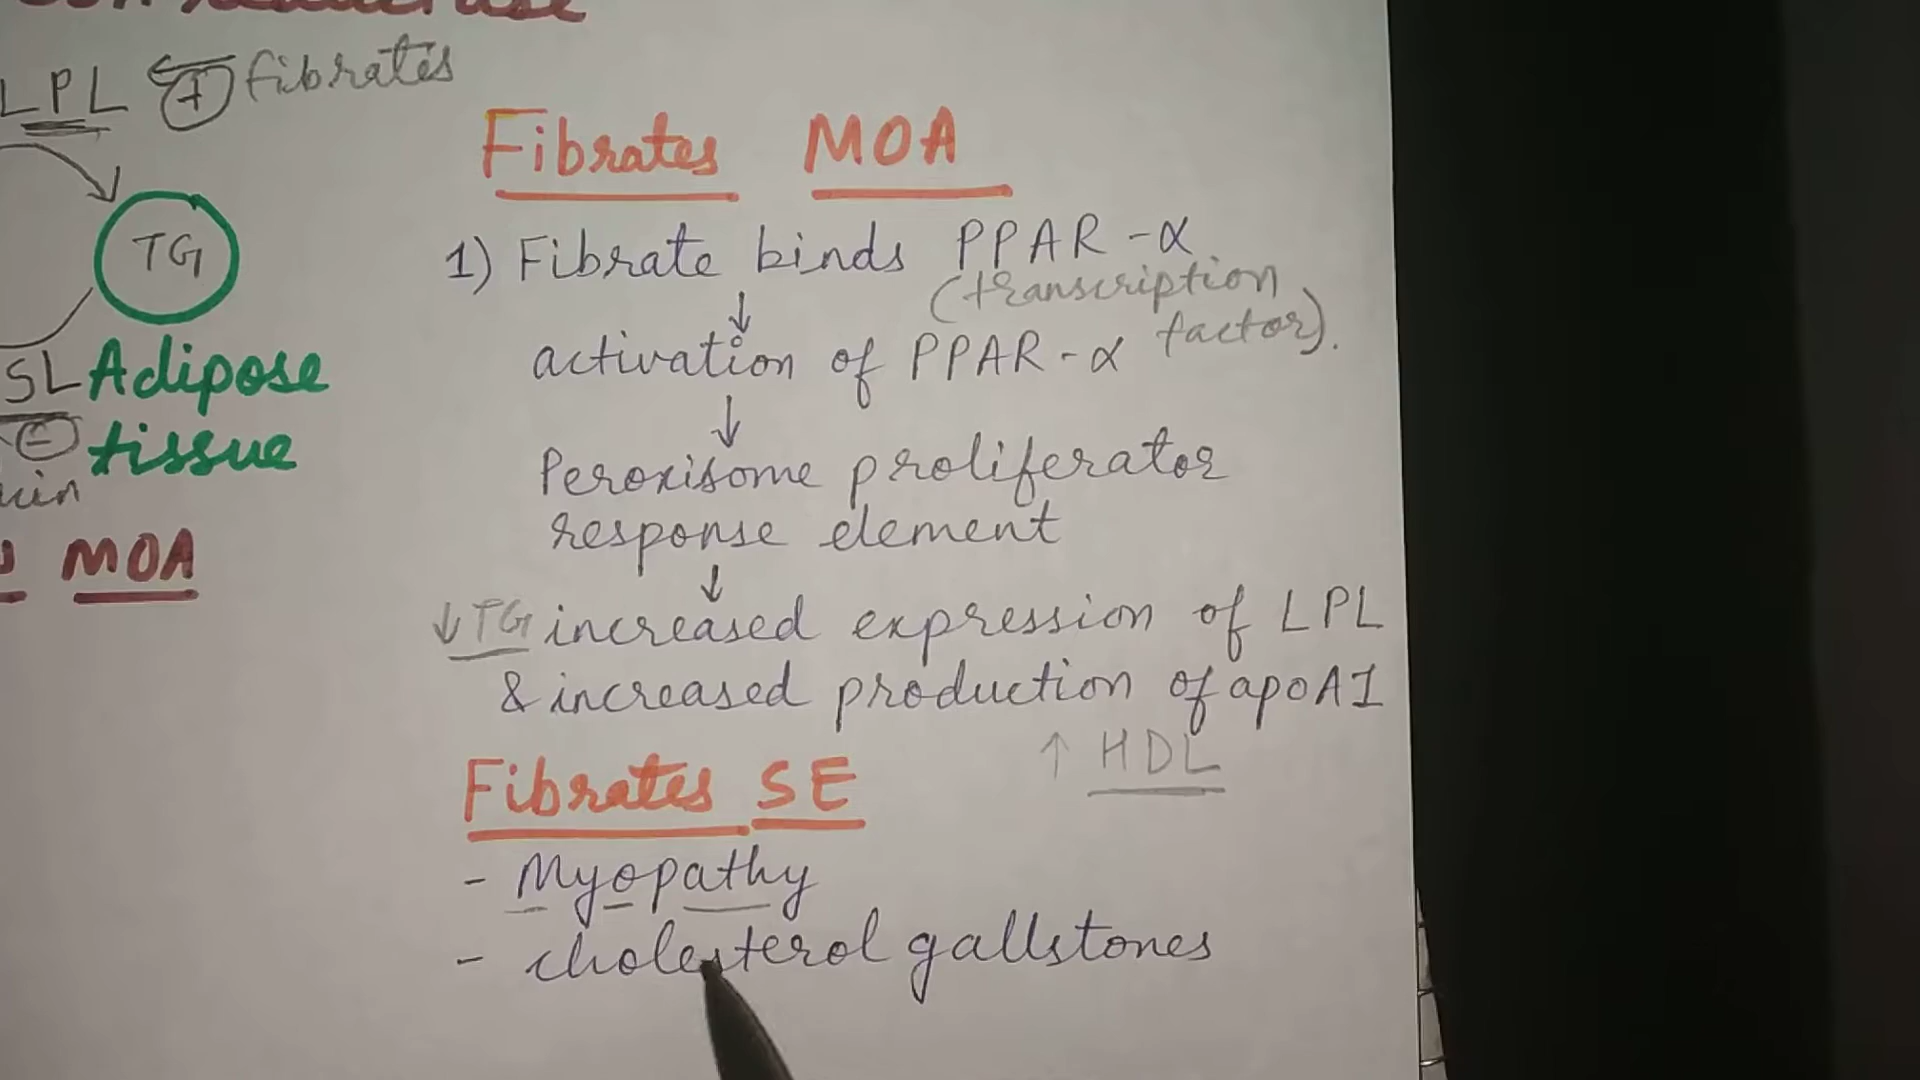 LPL + fibrates
TG
SL Adipose
- tissue
MOA
Fibrates MOA
1) Fibrate binds PPAR-α
(transcription
factor).
↓
activation of PPAR-α
↓
Peroxisome proliferator
response element
↓
↓TG increased expression of LPL
& increased production of apoA1
↑ HDL
Fibrates SE
- Myopathy
- cholesterol gallstones